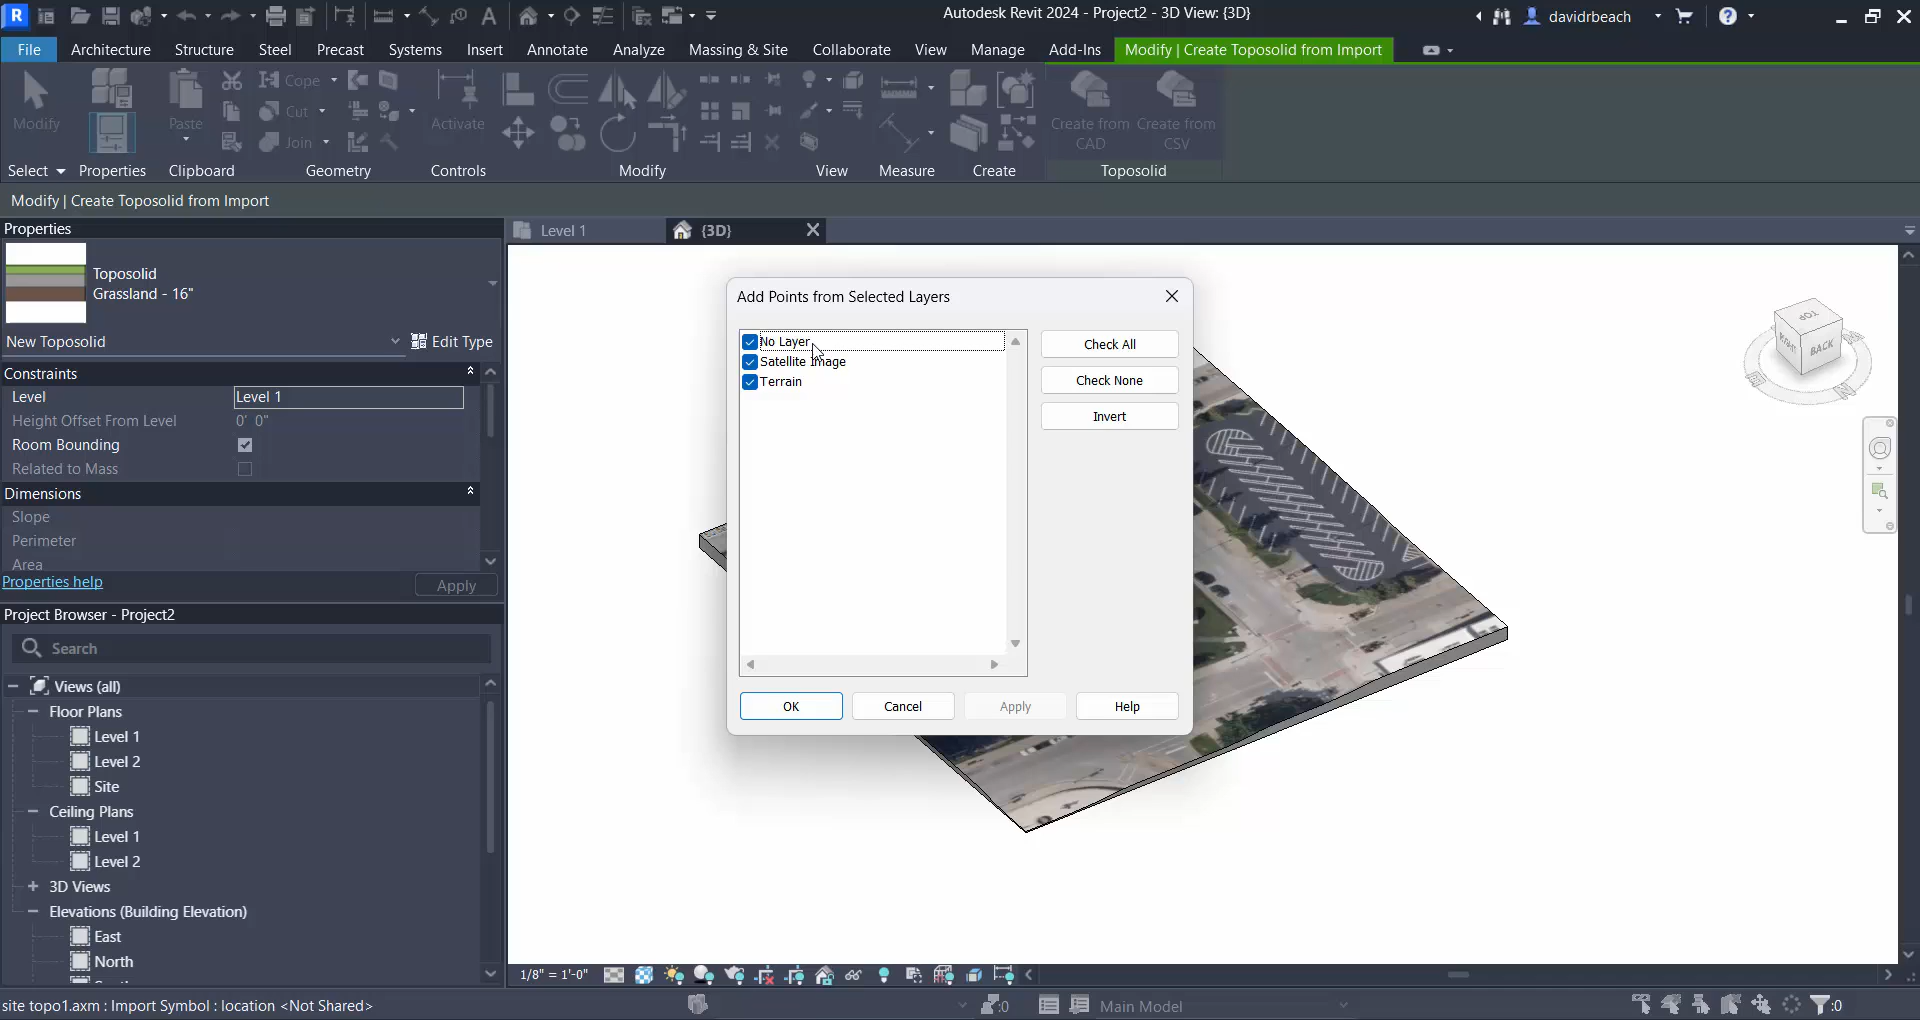 R
Autodesk Revit 2024 - Project2 - 3D View: {3D}
davidrbeach
File
Architecture
Structure
Steel
Precast
Systems
Insert
Annotate
Analyze
Massing & Site
Collaborate
View
Manage
Add-Ins
Modify | Create Toposolid from Import
Modify
Paste
Cope
Cut
Join
Activate
Create from
CAD
Create from
CSV
Select
Properties
Clipboard
Geometry
Controls
Modify
View
Measure
Create
Toposolid
Modify | Create Toposolid from Import
Properties
Level 1
{3D}
Toposolid
Grassland - 16"
New Toposolid
Edit Type
Constraints
Level
Level 1
Height Offset From Level
0' 0"
Room Bounding
Related to Mass
Dimensions
Slope
Perimeter
Area
Properties help
Apply
Add Points from Selected Layers
No Layer
Satellite Image
Terrain
Check All
Check None
Invert
OK
Cancel
Apply
Help
TOP
RIGHT
BACK
Project Browser - Project2
Search
Views (all)
Floor Plans
Level 1
Level 2
Site
Ceiling Plans
Level 1
Level 2
3D Views
Elevations (Building Elevation)
East
North
1/8" = 1'-0"
site topo1.axm : Import Symbol : location <Not Shared>
:0
Main Model
:0